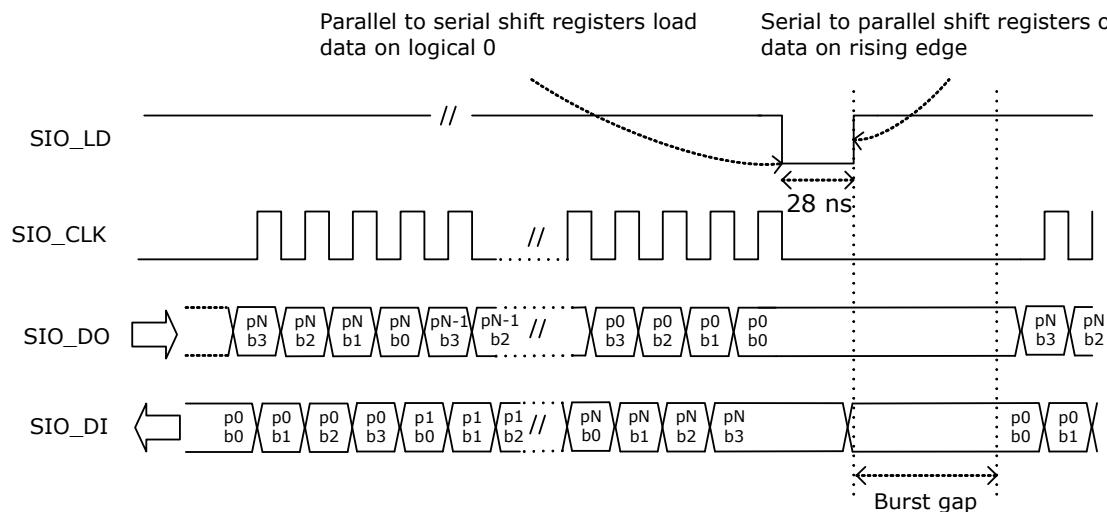 Parallel to serial shift registers load
data on logical 0
Serial to parallel shift registers
data on rising edge
SIO_LD
//
28 ns
SIO_CLK
//
SIO_DO
pN b3 pN b2 pN b1 pN b0 pN-1 b3 pN-1 b2 // p0 b3 p0 b2 p0 b1 p0 b0 pN b3 pN b2
SIO_DI
p0 b0 p0 b1 p0 b2 p0 b3 p1 b0 p1 b1 p1 b2 // pN b0 pN b1 pN b2 pN b3 p0 b0 p0 b1
Burst gap